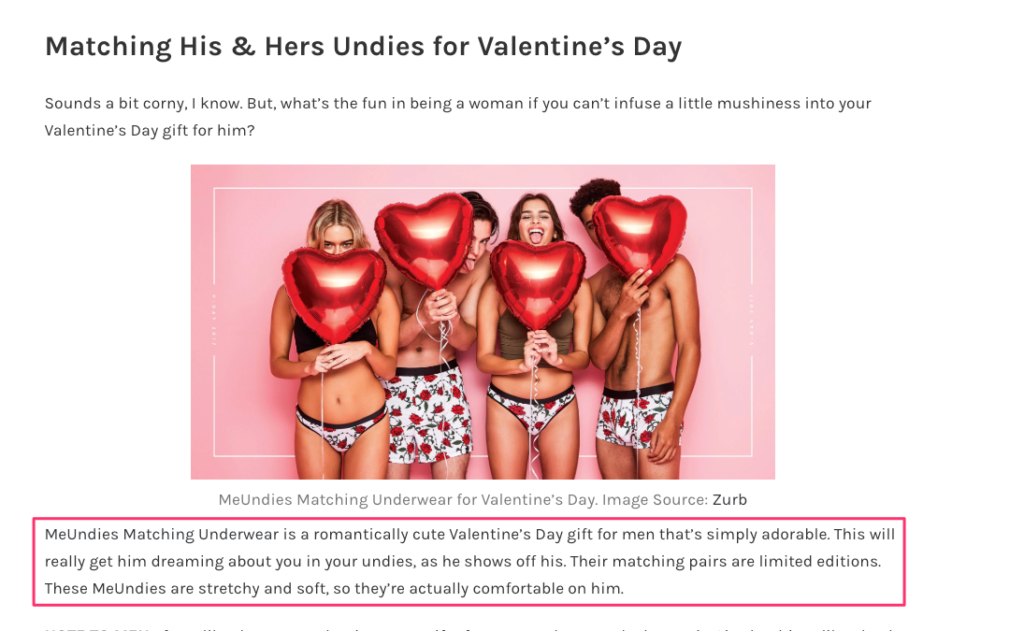 Matching His & Hers Undies for Valentine’s Day
Sounds a bit corny, I know. But, what’s the fun in being a woman if you can’t infuse a little mushiness into your
Valentine’s Day gift for him?
MeUndies Matching Underwear for Valentine’s Day. Image Source: Zurb
MeUndies Matching Underwear is a romantically cute Valentine’s Day gift for men that’s simply adorable. This will
really get him dreaming about you in your undies, as he shows off his. Their matching pairs are limited editions.
These MeUndies are stretchy and soft, so they’re actually comfortable on him.